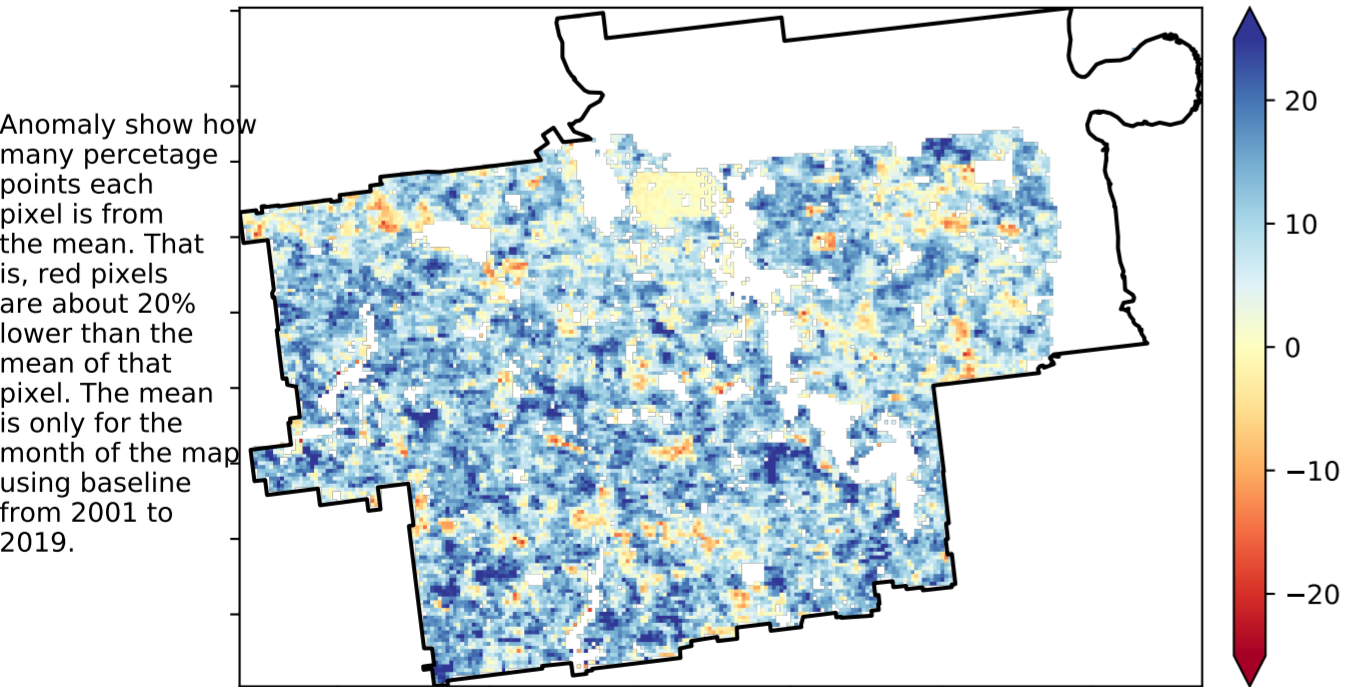 Anomaly show how
many percetage
points each
pixel is from
the mean. That
is, red pixels
are about 20%
lower than the
mean of that
pixel. The mean
is only for the
month of the map
using baseline
from 2001 to
2019.
20
10
0
−10
−20